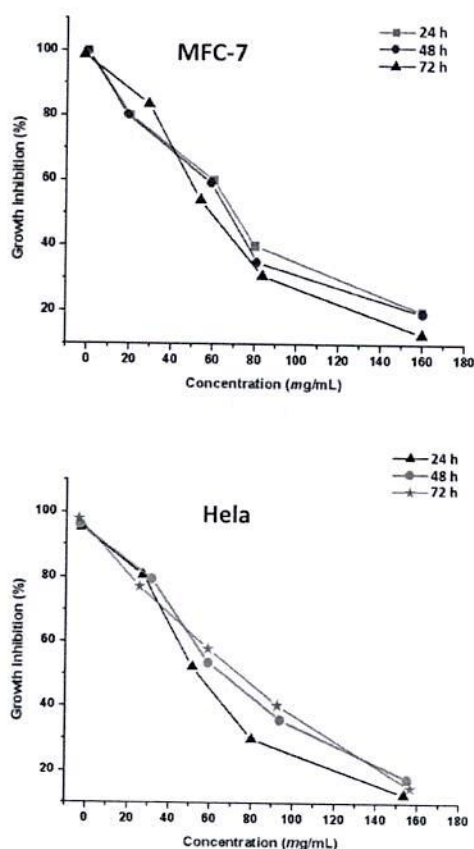 MFC-7
24 h
48 h
72 h
Growth Inhibition (%)
100
80
60
40
20
0 20 40 60 80 100 120 140 160 180
Concentration (mg/mL)
Hela
24 h
48 h
72 h
Growth Inhibition (%)
100
80
60
40
20
0 20 40 60 80 100 120 140 160 180
Concentration (mg/mL)